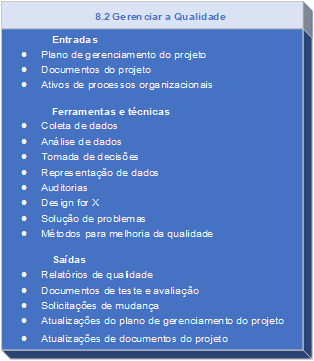 8.2 Gerenciar a Qualidade
Entradas
● Plano de gerenciamento do projeto
● Documentos do projeto
● Ativos de processos organizacionais
Ferramentas e técnicas
● Coleta de dados
● Análise de dados
● Tomada de decisões
● Representação de dados
● Auditorias
● Design for X
● Solução de problemas
● Métodos para melhoria da qualidade
Saídas
● Relatórios de qualidade
● Documentos de teste e avaliação
● Solicitações de mudança
● Atualizações do plano de gerenciamento do projeto
● Atualizações de documentos do projeto